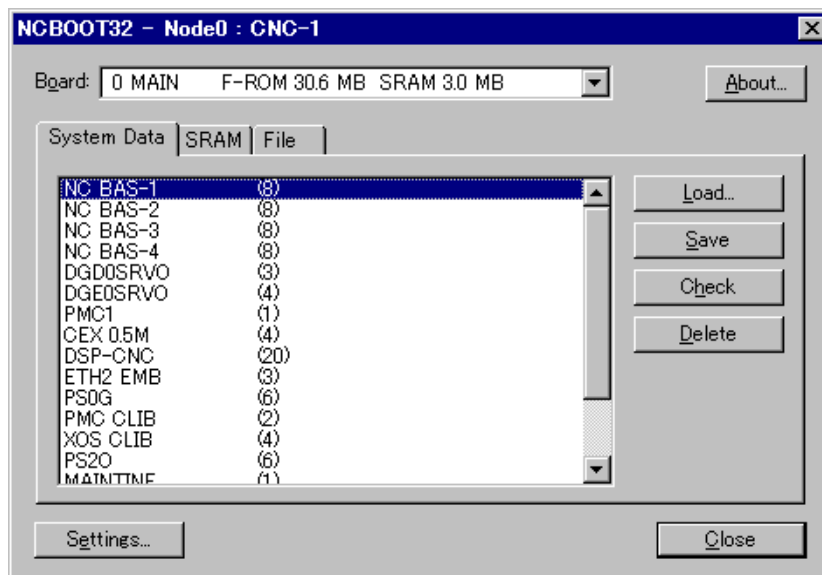 NCBOOT32 – Node0 : CNC-1
Board: 0 MAIN F-ROM 30.6 MB SRAM 3.0 MB About...
System Data SRAM File
NC BAS-1 (8)
NC BAS-2 (8)
NC BAS-3 (8)
NC BAS-4 (8)
DGD0SRVO (3)
DGE0SRVO (4)
PMC1 (1)
CEX 0.5M (4)
DSP-CNC (20)
ETH2 EMB (3)
PS0G (6)
PMC CLIB (2)
XOS CLIB (4)
PS2O (6)
MAINTINF (1)
Load...
Save
Check
Delete
Settings... Close